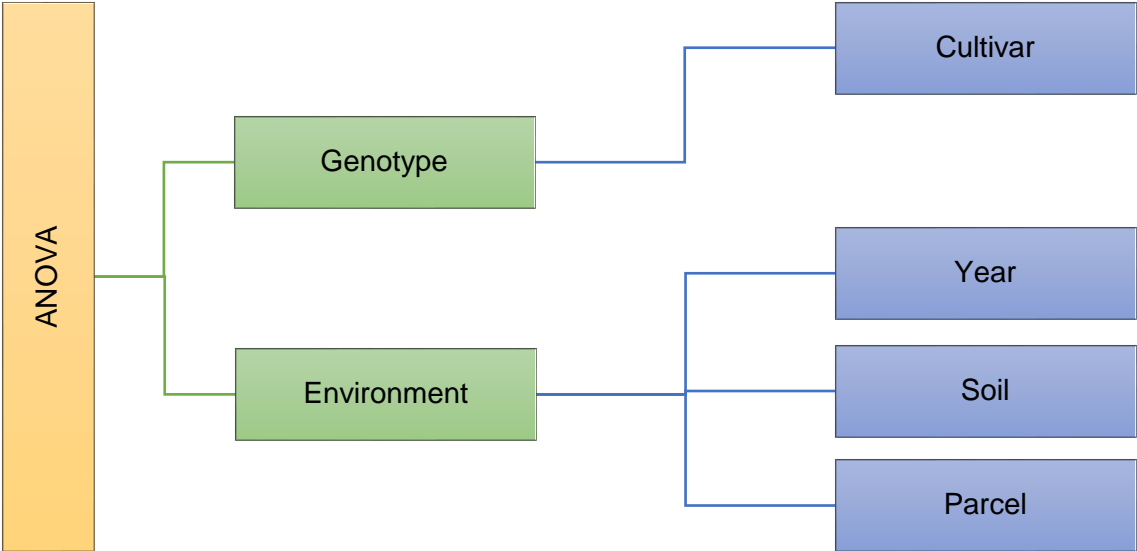 ANOVA
Genotype
Cultivar
Environment
Year
Soil
Parcel